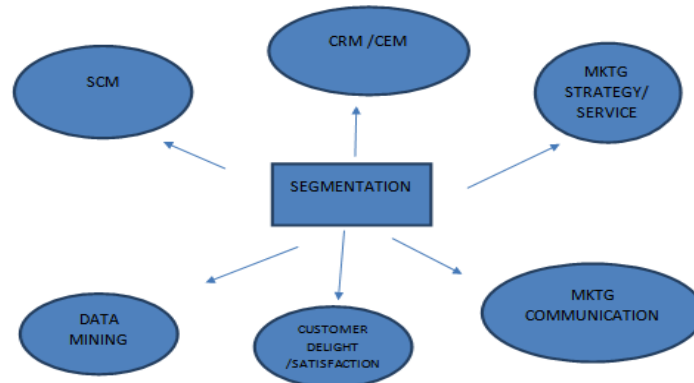 CRM /CEM
SCM
MKTG
STRATEGY/
SERVICE
SEGMENTATION
DATA
MINING
CUSTOMER
DELIGHT
/SATISFACTION
MKTG
COMMUNICATION